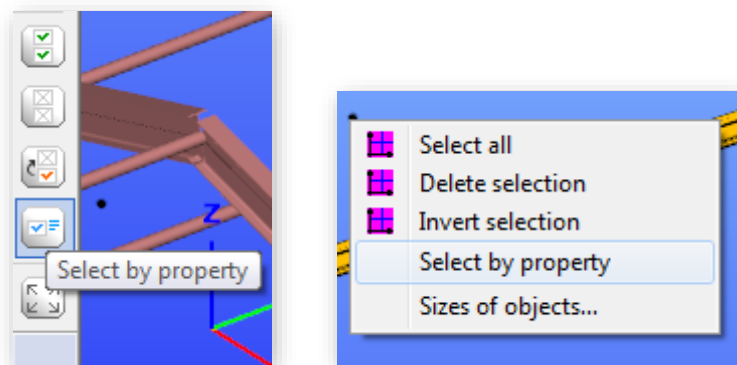 Z
Select by property
Select all
Delete selection
Invert selection
Select by property
Sizes of objects...